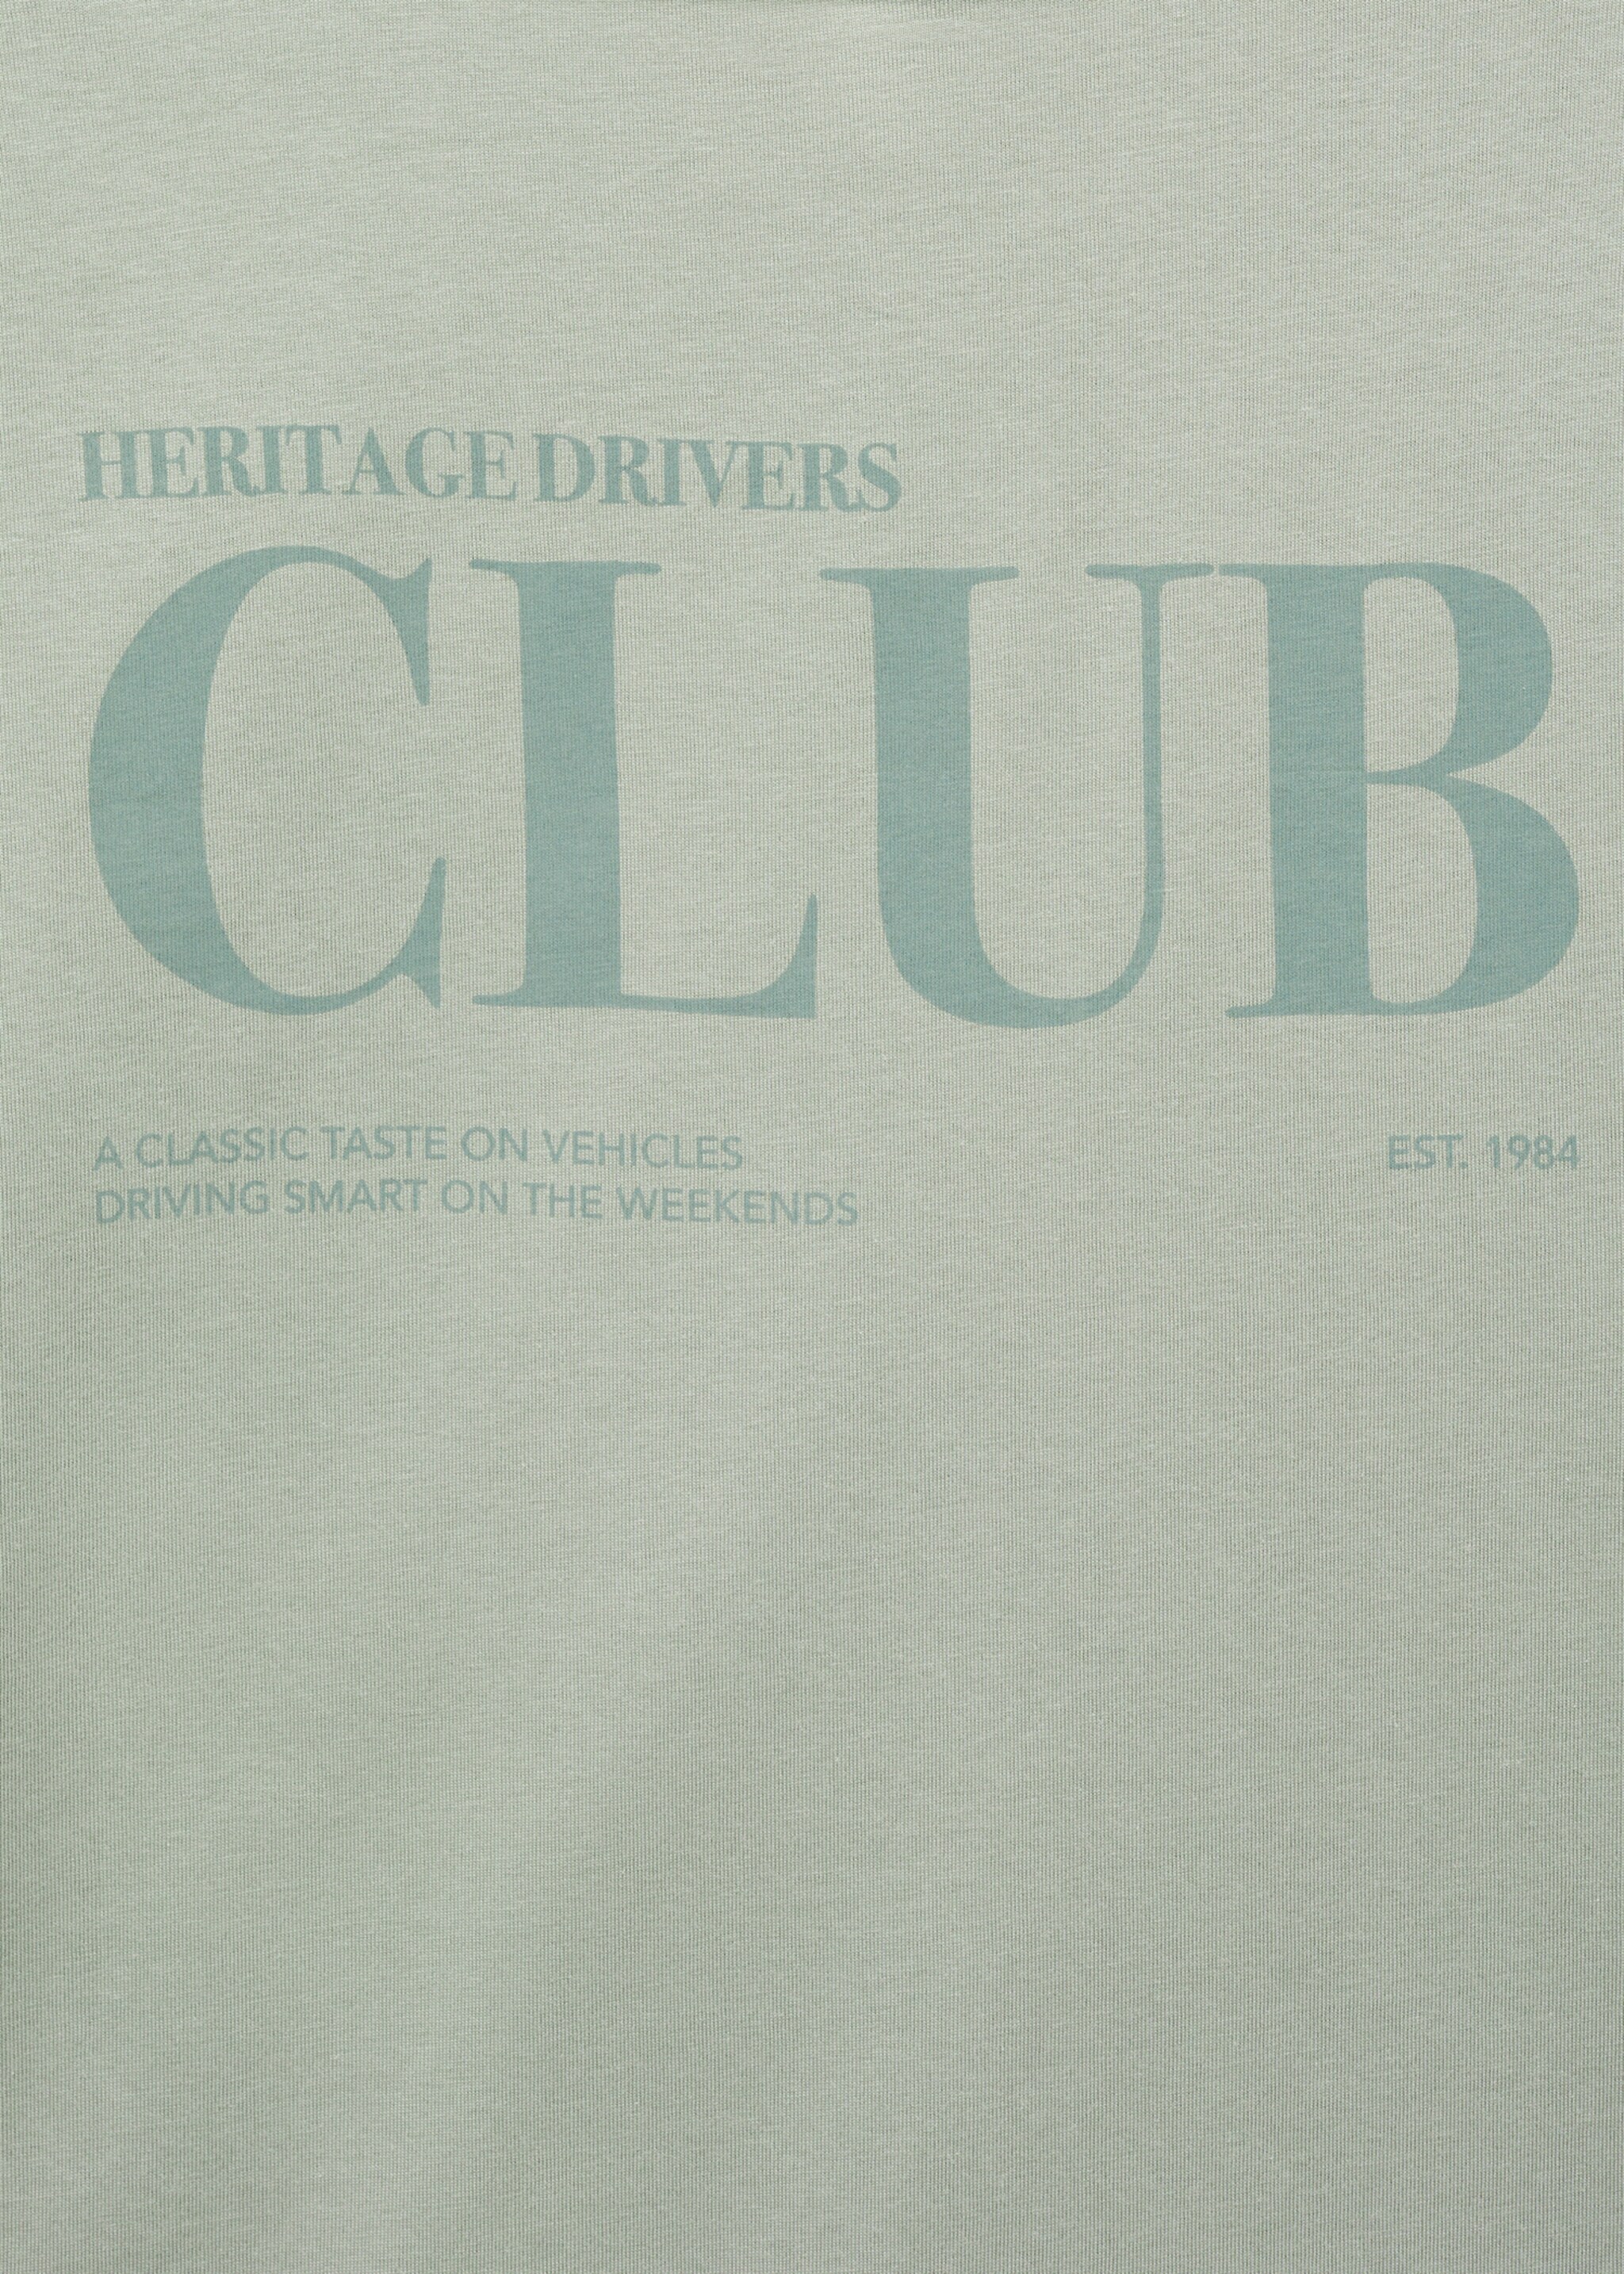 HERITAGE DRIVERS
CLUB
A CLASSIC TASTE ON VEHICLES
DRIVING SMART ON THE WEEKENDS
EST. 1984